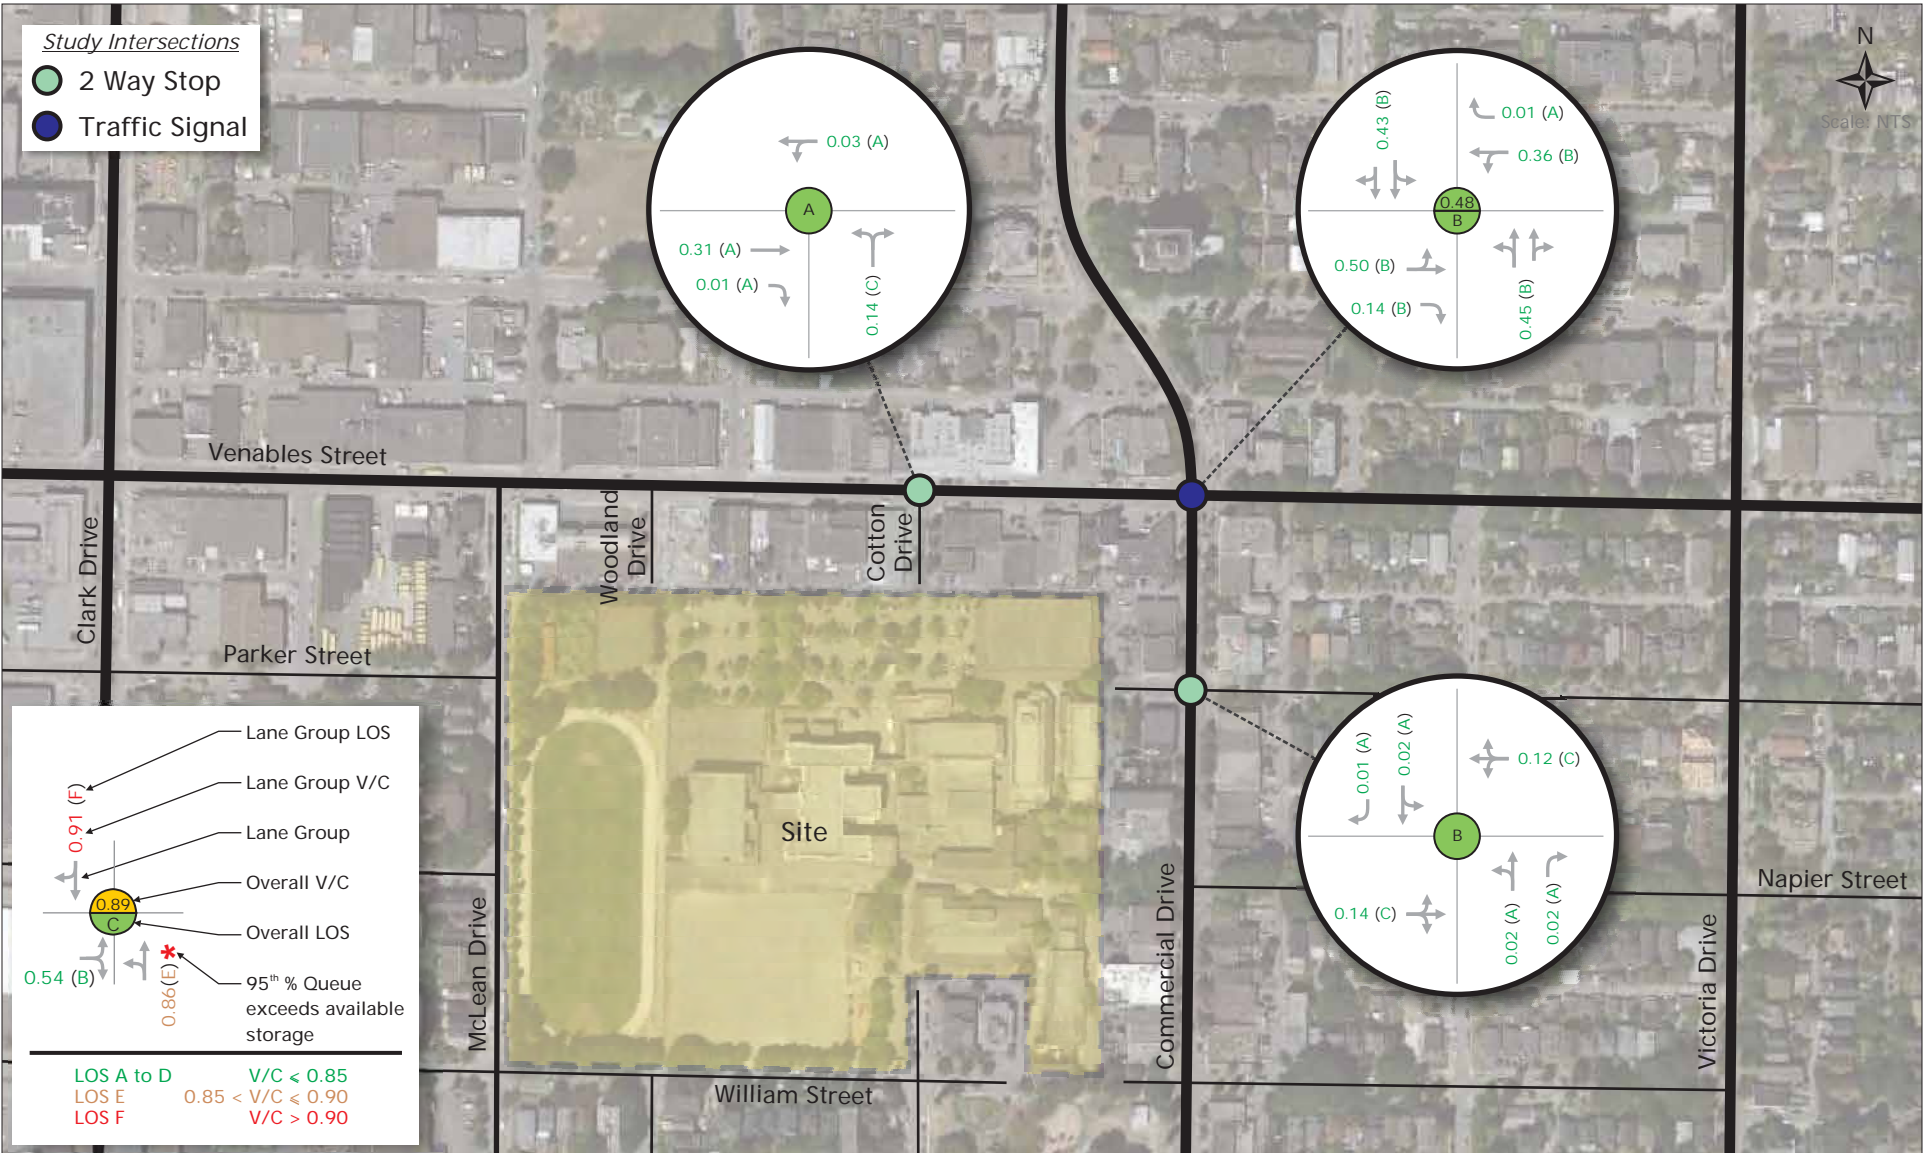 Study Intersections
2 Way Stop
Traffic Signal
N
Scale: NTS
0.03 (A)
A
0.31 (A)
0.01 (A)
0.14 (C)
0.43 (B)
0.01 (A)
0.36 (B)
0.48
B
0.50 (B)
0.14 (B)
0.45 (B)
Venables Street
Woodland
Drive
Cotton
Drive
Clark Drive
Parker Street
Site
McLean Drive
Commercial Drive
Victoria Drive
Napier Street
William Street
0.01 (A)
0.02 (A)
0.12 (C)
B
0.14 (C)
0.02 (A)
0.02 (A)
Lane Group LOS
Lane Group V/C
Lane Group
Overall V/C
Overall LOS
95th % Queue
exceeds available
storage
0.91 (F)
0.89
C
0.54 (B)
0.86(E)
*
LOS A to D V/C ⩽ 0.85
LOS E 0.85 < V/C ⩽ 0.90
LOS F V/C > 0.90